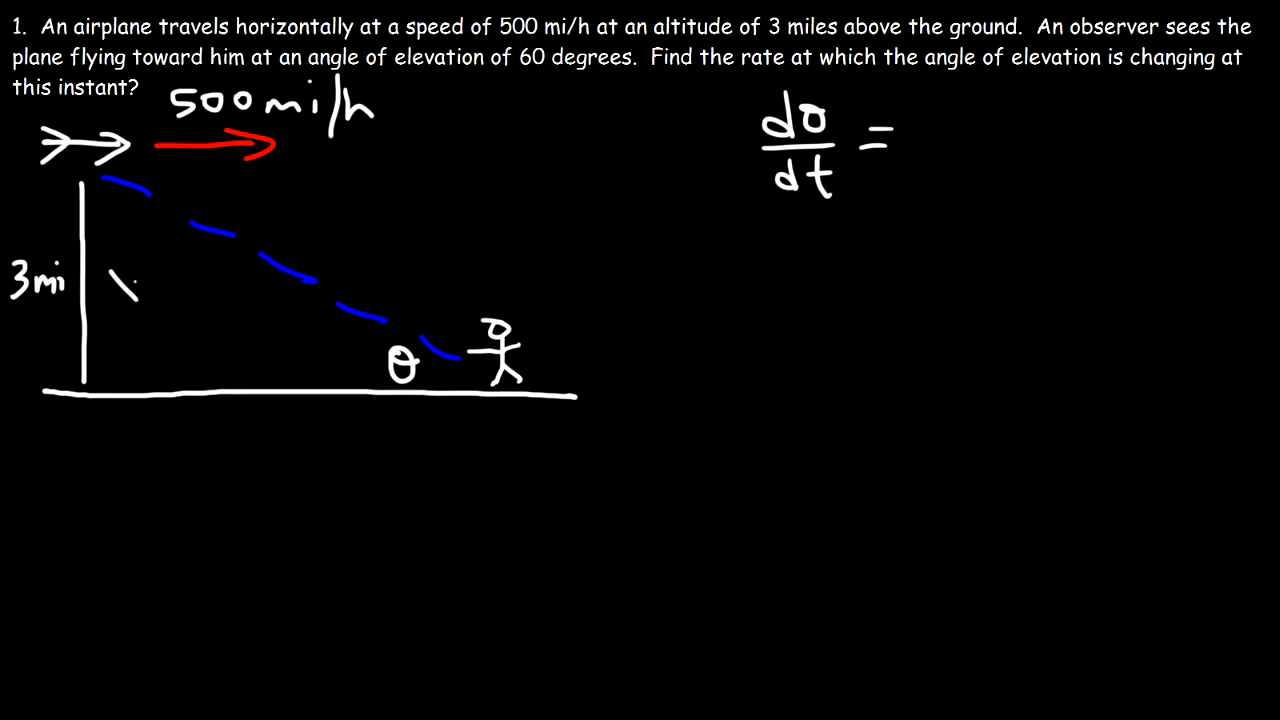 1. An airplane travels horizontally at a speed of 500 mi/h at an altitude of 3 miles above the ground. An observer sees the
plane flying toward him at an angle of elevation of 60 degrees. Find the rate at which the angle of elevation is changing at
this instant?
500mi/h
dθ
dt =
3mi
θ